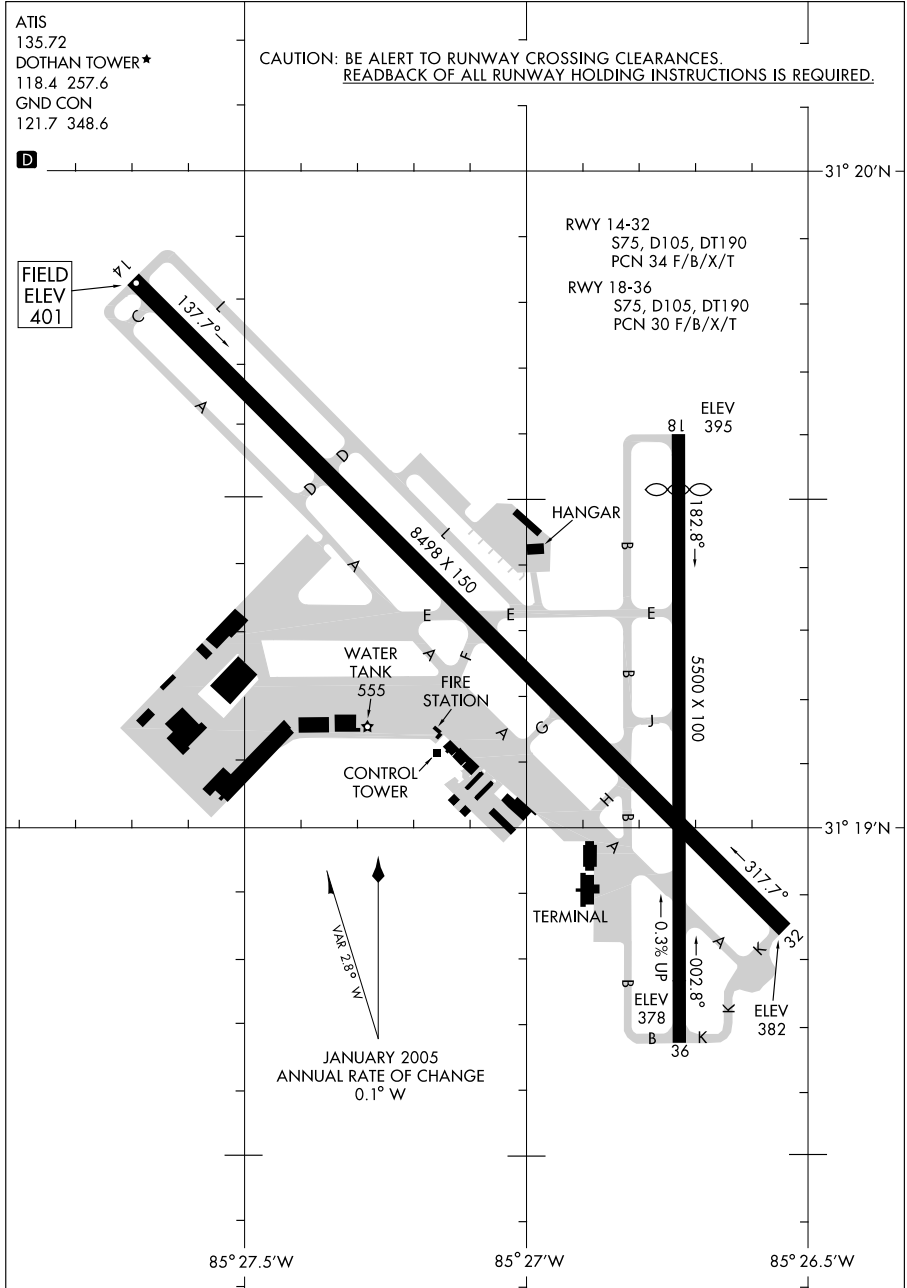 ATIS
135.72
DOTHAN TOWER★
118.4 257.6
GND CON
121.7 348.6
D
CAUTION: BE ALERT TO RUNWAY CROSSING CLEARANCES.
READBACK OF ALL RUNWAY HOLDING INSTRUCTIONS IS REQUIRED.
31° 20'N
RWY 14-32
S75, D105, DT190
PCN 34 F/B/X/T
RWY 18-36
S75, D105, DT190
PCN 30 F/B/X/T
FIELD
ELEV
401
14
C
137.7°
L
A
D
D
L
A
8498 X 150
HANGAR
18
ELEV
395
182.8°
B
E
E
E
A
F
B
5500 X 100
WATER
TANK
555
FIRE
STATION
A
G
J
CONTROL
TOWER
H
B
A
31° 19'N
317.7°
TERMINAL
0.3% UP
002.8°
A
K
32
B
ELEV
378
K
ELEV
382
B
K
36
VAR 2.8° W
JANUARY 2005
ANNUAL RATE OF CHANGE
0.1° W
85° 27.5'W
85° 27'W
85° 26.5'W